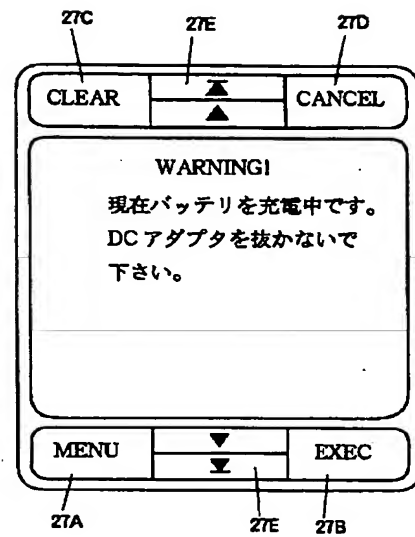 27C 27E 27D
CLEAR CANCEL
WARNING!
現在バッテリを充電中です。
DCアダプタを抜かないで
下さい。
MENU EXEC
27A 27E 27B